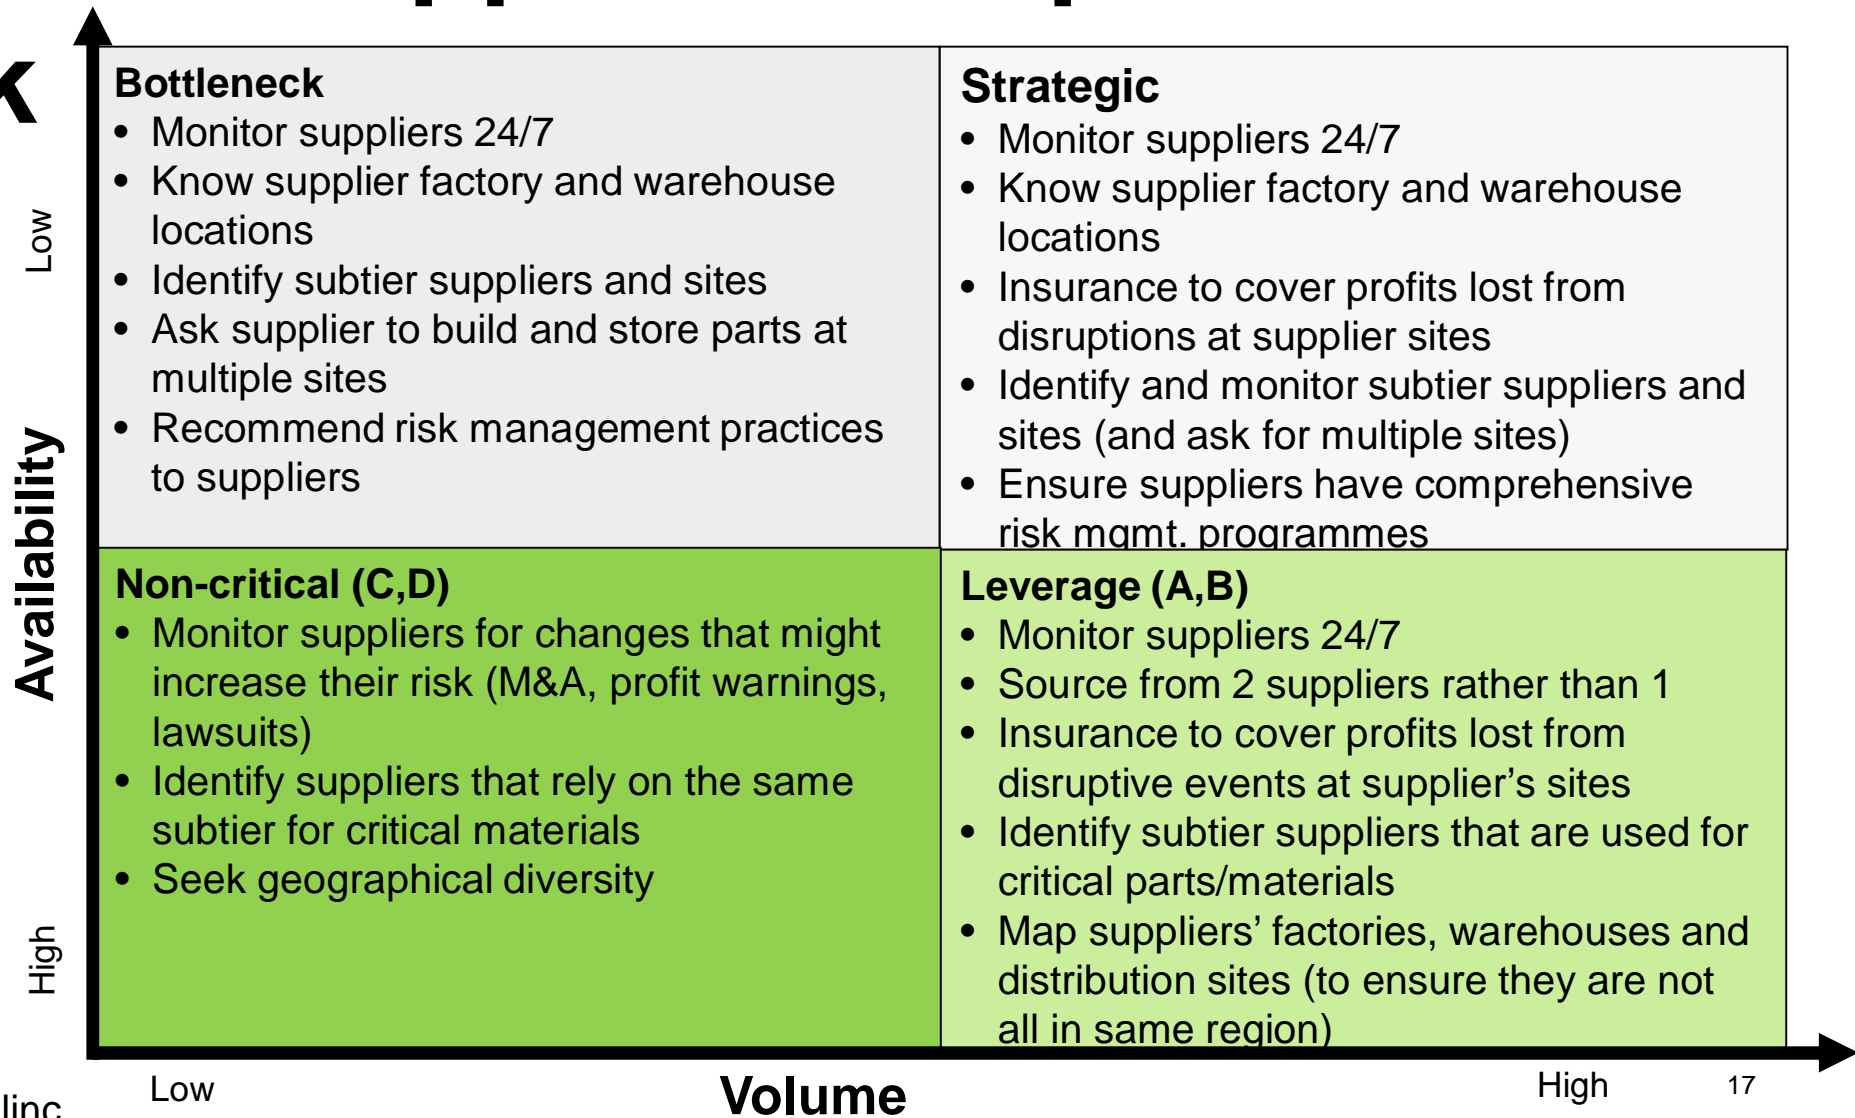 Bottleneck
• Monitor suppliers 24/7
• Know supplier factory and warehouse
locations
• Identify subtier suppliers and sites
• Ask supplier to build and store parts at
multiple sites
• Recommend risk management practices
to suppliers
Strategic
• Monitor suppliers 24/7
• Know supplier factory and warehouse
locations
• Insurance to cover profits lost from
disruptions at supplier sites
• Identify and monitor subtier suppliers and
sites (and ask for multiple sites)
• Ensure suppliers have comprehensive
risk mgmt. programmes
Low
Availability
High
Non-critical (C,D)
• Monitor suppliers for changes that might
increase their risk (M&A, profit warnings,
lawsuits)
• Identify suppliers that rely on the same
subtier for critical materials
• Seek geographical diversity
Leverage (A,B)
• Monitor suppliers 24/7
• Source from 2 suppliers rather than 1
• Insurance to cover profits lost from
disruptive events at supplier’s sites
• Identify subtier suppliers that are used for
critical parts/materials
• Map suppliers’ factories, warehouses and
distribution sites (to ensure they are not
all in same region)
Low
Volume
High
17